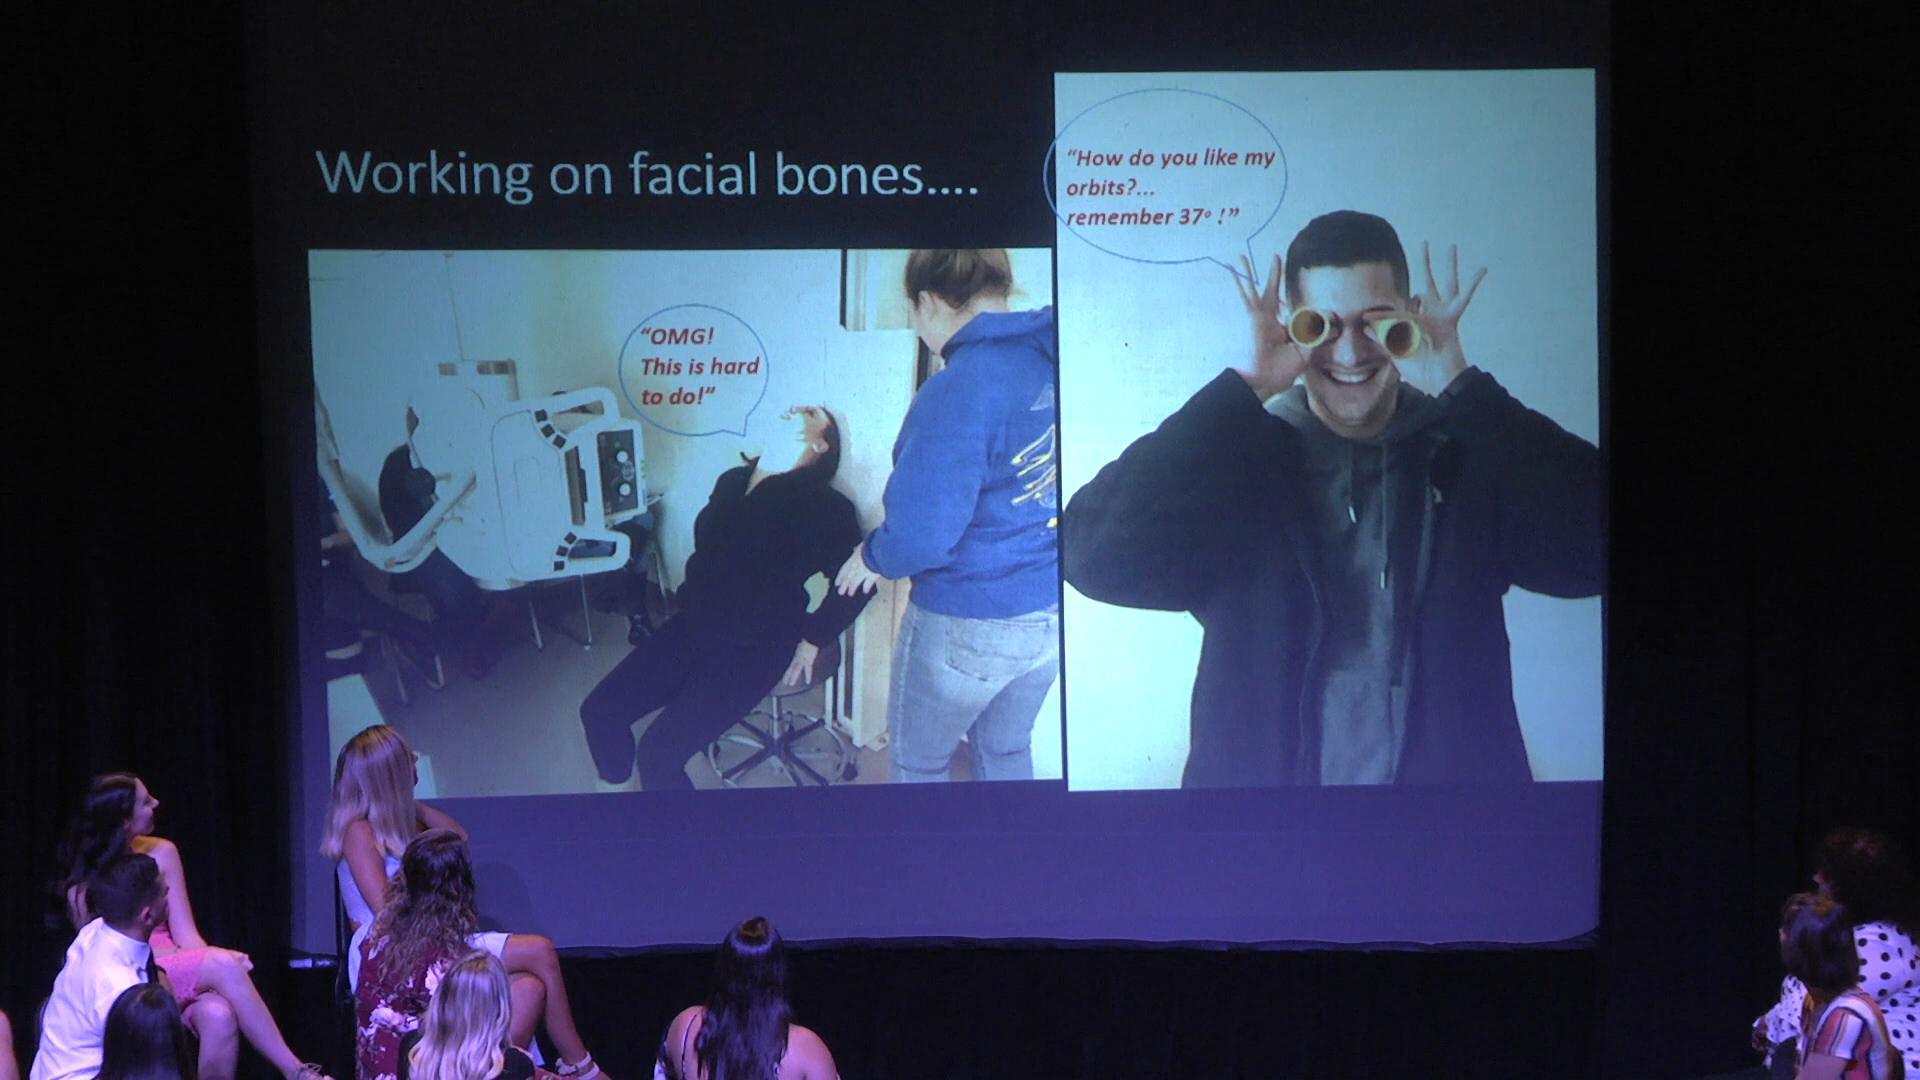 Working on facial bones....
"OMG!
This is hard
to do!"
"How do you like my
orbits?...
remember 37° !"